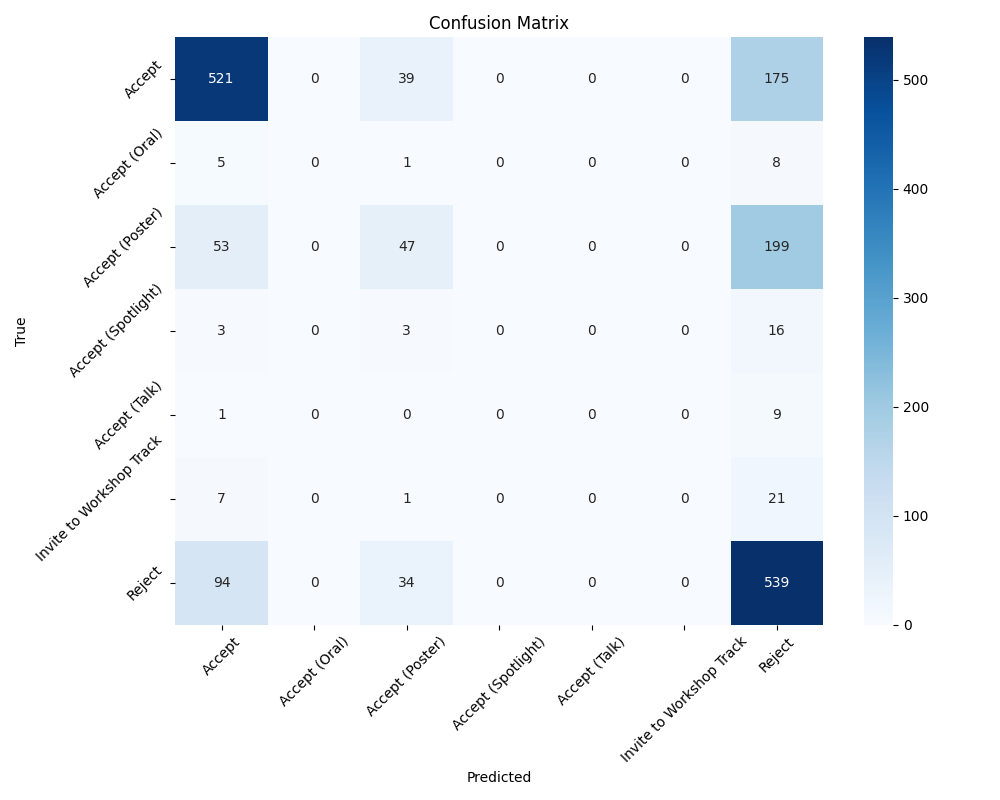 Confusion Matrix
True
Accept 521 0 39 0 0 0 175
Accept (Oral) 5 0 1 0 0 0 8
Accept (Poster) 53 0 47 0 0 0 199
Accept (Spotlight) 3 0 3 0 0 0 16
Accept (Talk) 1 0 0 0 0 0 9
Invite to Workshop Track 7 0 1 0 0 0 21
Reject 94 0 34 0 0 0 539
Accept
Accept (Oral)
Accept (Poster)
Accept (Spotlight)
Accept (Talk)
Invite to Workshop Track
Reject
Predicted
500
400
300
200
100
0